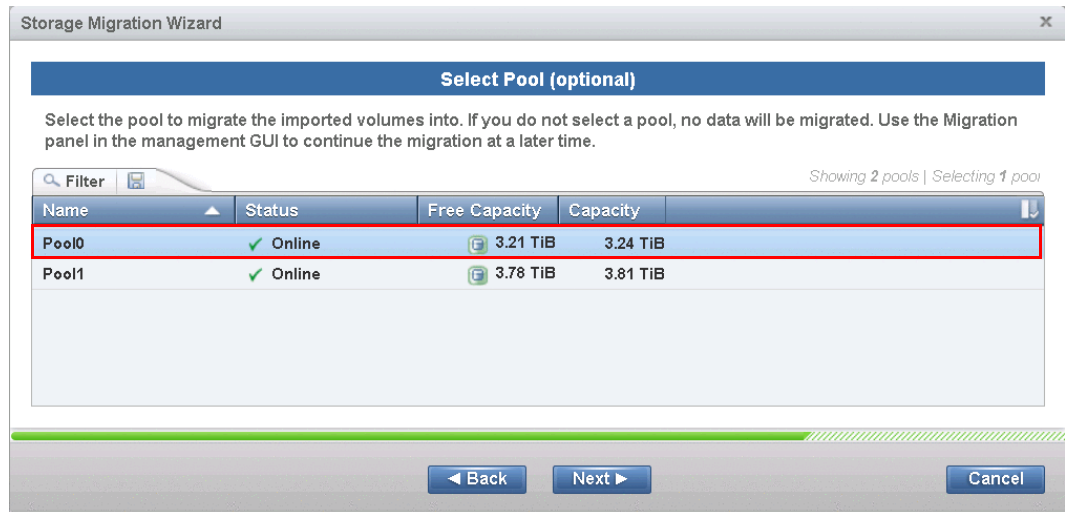 Storage Migration Wizard x
Select Pool (optional)
Select the pool to migrate the imported volumes into. If you do not select a pool, no data will be migrated. Use the Migration
panel in the management GUI to continue the migration at a later time.
Filter Showing 2 pools | Selecting 1 pool
Name Status Free Capacity Capacity
Pool0 Online 3.21 TiB 3.24 TiB
Pool1 Online 3.78 TiB 3.81 TiB
Back Next Cancel